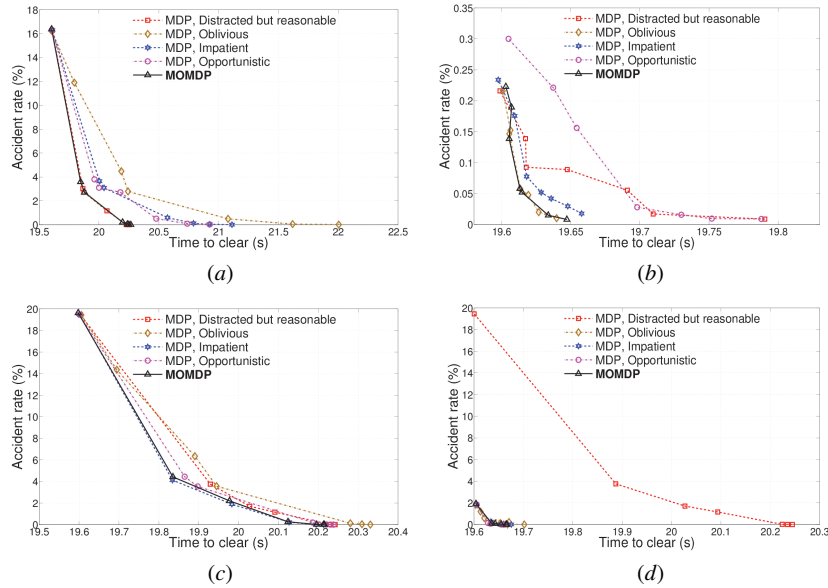 18
16
14
12
10
8
6
4
2
0
Accident rate (%)
MDP, Distracted but reasonable
MDP, Oblivious
MDP, Impatient
MDP, Opportunistic
MOMDP
19.5 20 20.5 21 21.5 22 22.5
Time to clear (s)
(a)
0.35
0.3
0.25
0.2
0.15
0.1
0.05
0
Accident rate (%)
MDP, Distracted but reasonable
MDP, Oblivious
MDP, Impatient
MDP, Opportunistic
MOMDP
19.6 19.65 19.7 19.75 19.8
Time to clear (s)
(b)
20
18
16
14
12
10
8
6
4
2
0
Accident rate (%)
MDP, Distracted but reasonable
MDP, Oblivious
MDP, Impatient
MDP, Opportunistic
MOMDP
19.5 19.6 19.7 19.8 19.9 20 20.1 20.2 20.3 20.4
Time to clear (s)
(c)
20
18
16
14
12
10
8
6
4
2
0
Accident rate (%)
MDP, Distracted but reasonable
MDP, Oblivious
MDP, Impatient
MDP, Opportunistic
MOMDP
19.6 19.7 19.8 19.9 20 20.1 20.2 20.3
Time to clear (s)
(d)